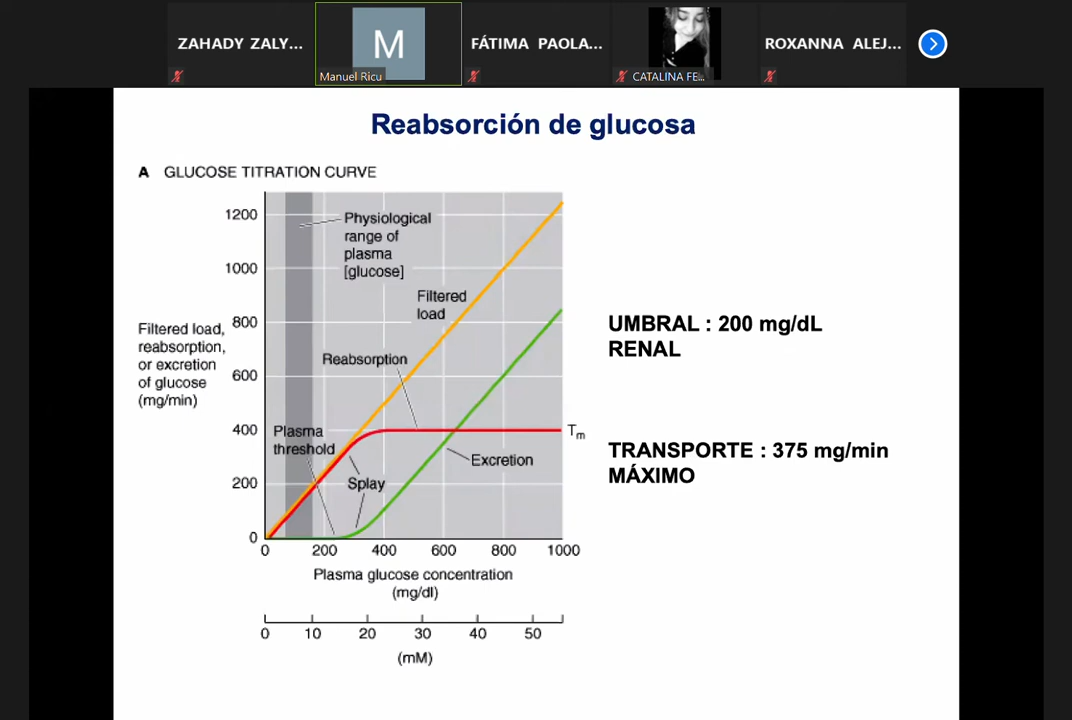 ZAHADY ZALY...
M
Manuel Ricu
FÁTIMA PAOLA...
CATALINA FE...
ROXANNA ALEJ...
Reabsorción de glucosa
A GLUCOSE TITRATION CURVE
1200
1000
800
600
400
200
0
Filtered load,
reabsorption,
or excretion
of glucose
(mg/min)
Physiological
range of
plasma
[glucose]
Filtered
load
Reabsorption
Plasma
threshold
Splay
Excretion
Tm
0 200 400 600 800 1000
Plasma glucose concentration
(mg/dl)
0 10 20 30 40 50
(mM)
UMBRAL : 200 mg/dL
RENAL
TRANSPORTE : 375 mg/min
MÁXIMO